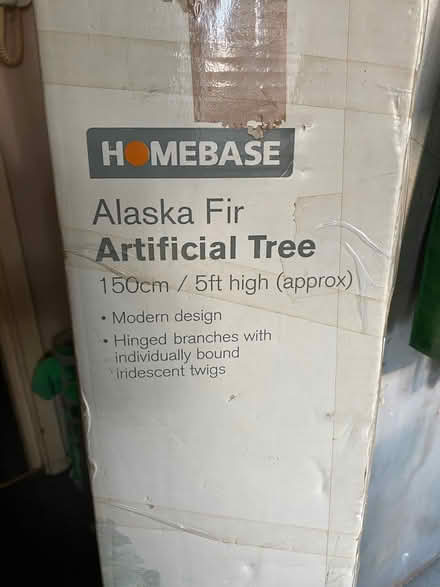 HOMEBASE
Alaska Fir
Artificial Tree
150cm / 5ft high (approx)
• Modern design
• Hinged branches with
individually bound
iridescent twigs